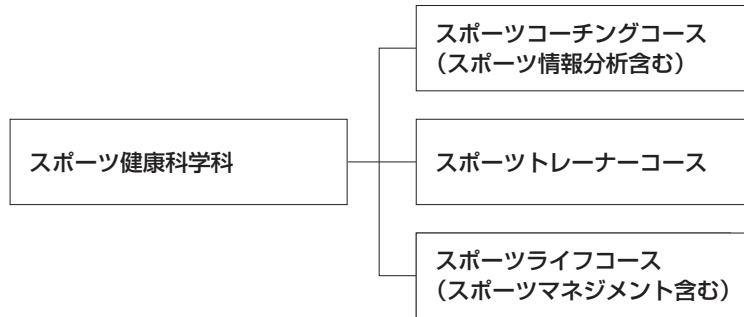 スポーツコーチングコース
（スポーツ情報分析含む）
スポーツ健康科学科
スポーツトレーナーコース
スポーツライフコース
（スポーツマネジメント含む）